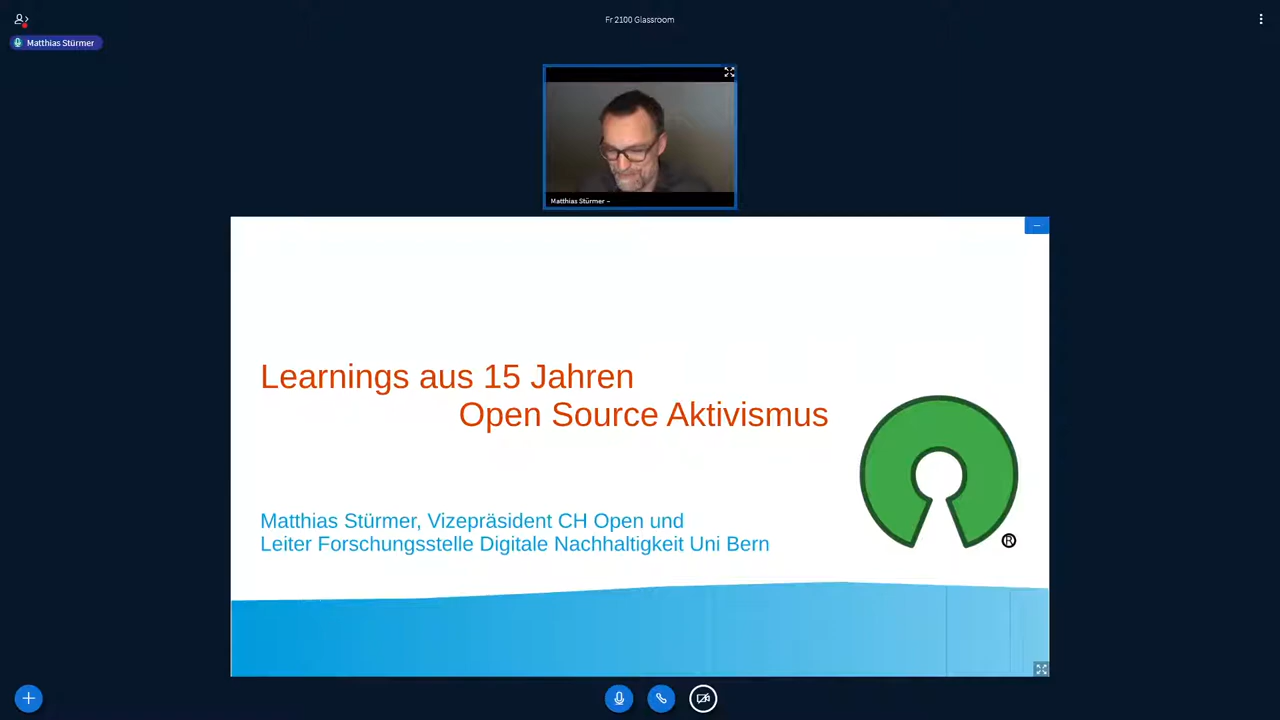 Fr 2100 Glassroom
Matthias Stürmer
Matthias Stürmer –
Learnings aus 15 Jahren
Open Source Aktivismus
Matthias Stürmer, Vizepräsident CH Open und
Leiter Forschungsstelle Digitale Nachhaltigkeit Uni Bern
®